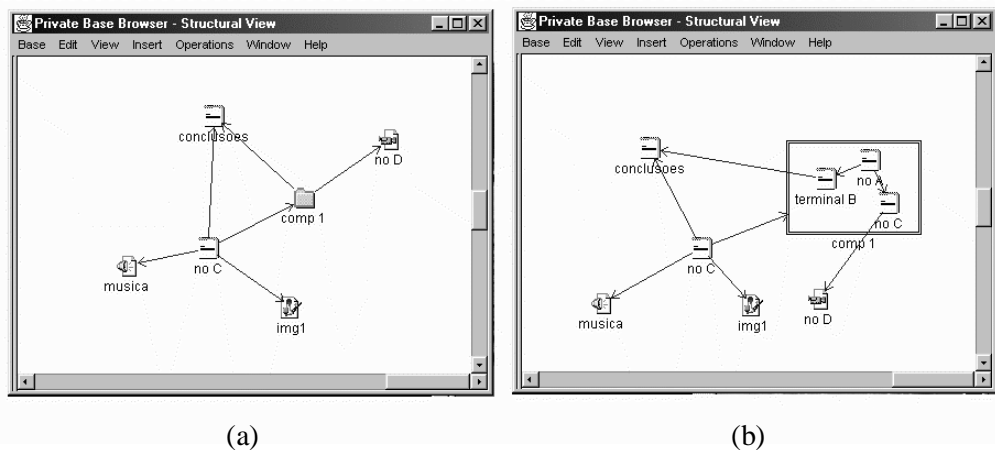 Private Base Browser - Structural View
Base Edit View Insert Operations Window Help
conclusoes
no D
comp 1
no C
musica
img1
(a)
Private Base Browser - Structural View
Base Edit View Insert Operations Window Help
conclusoes
no A
terminal B
no C
comp 1
no C
no D
musica
img1
(b)